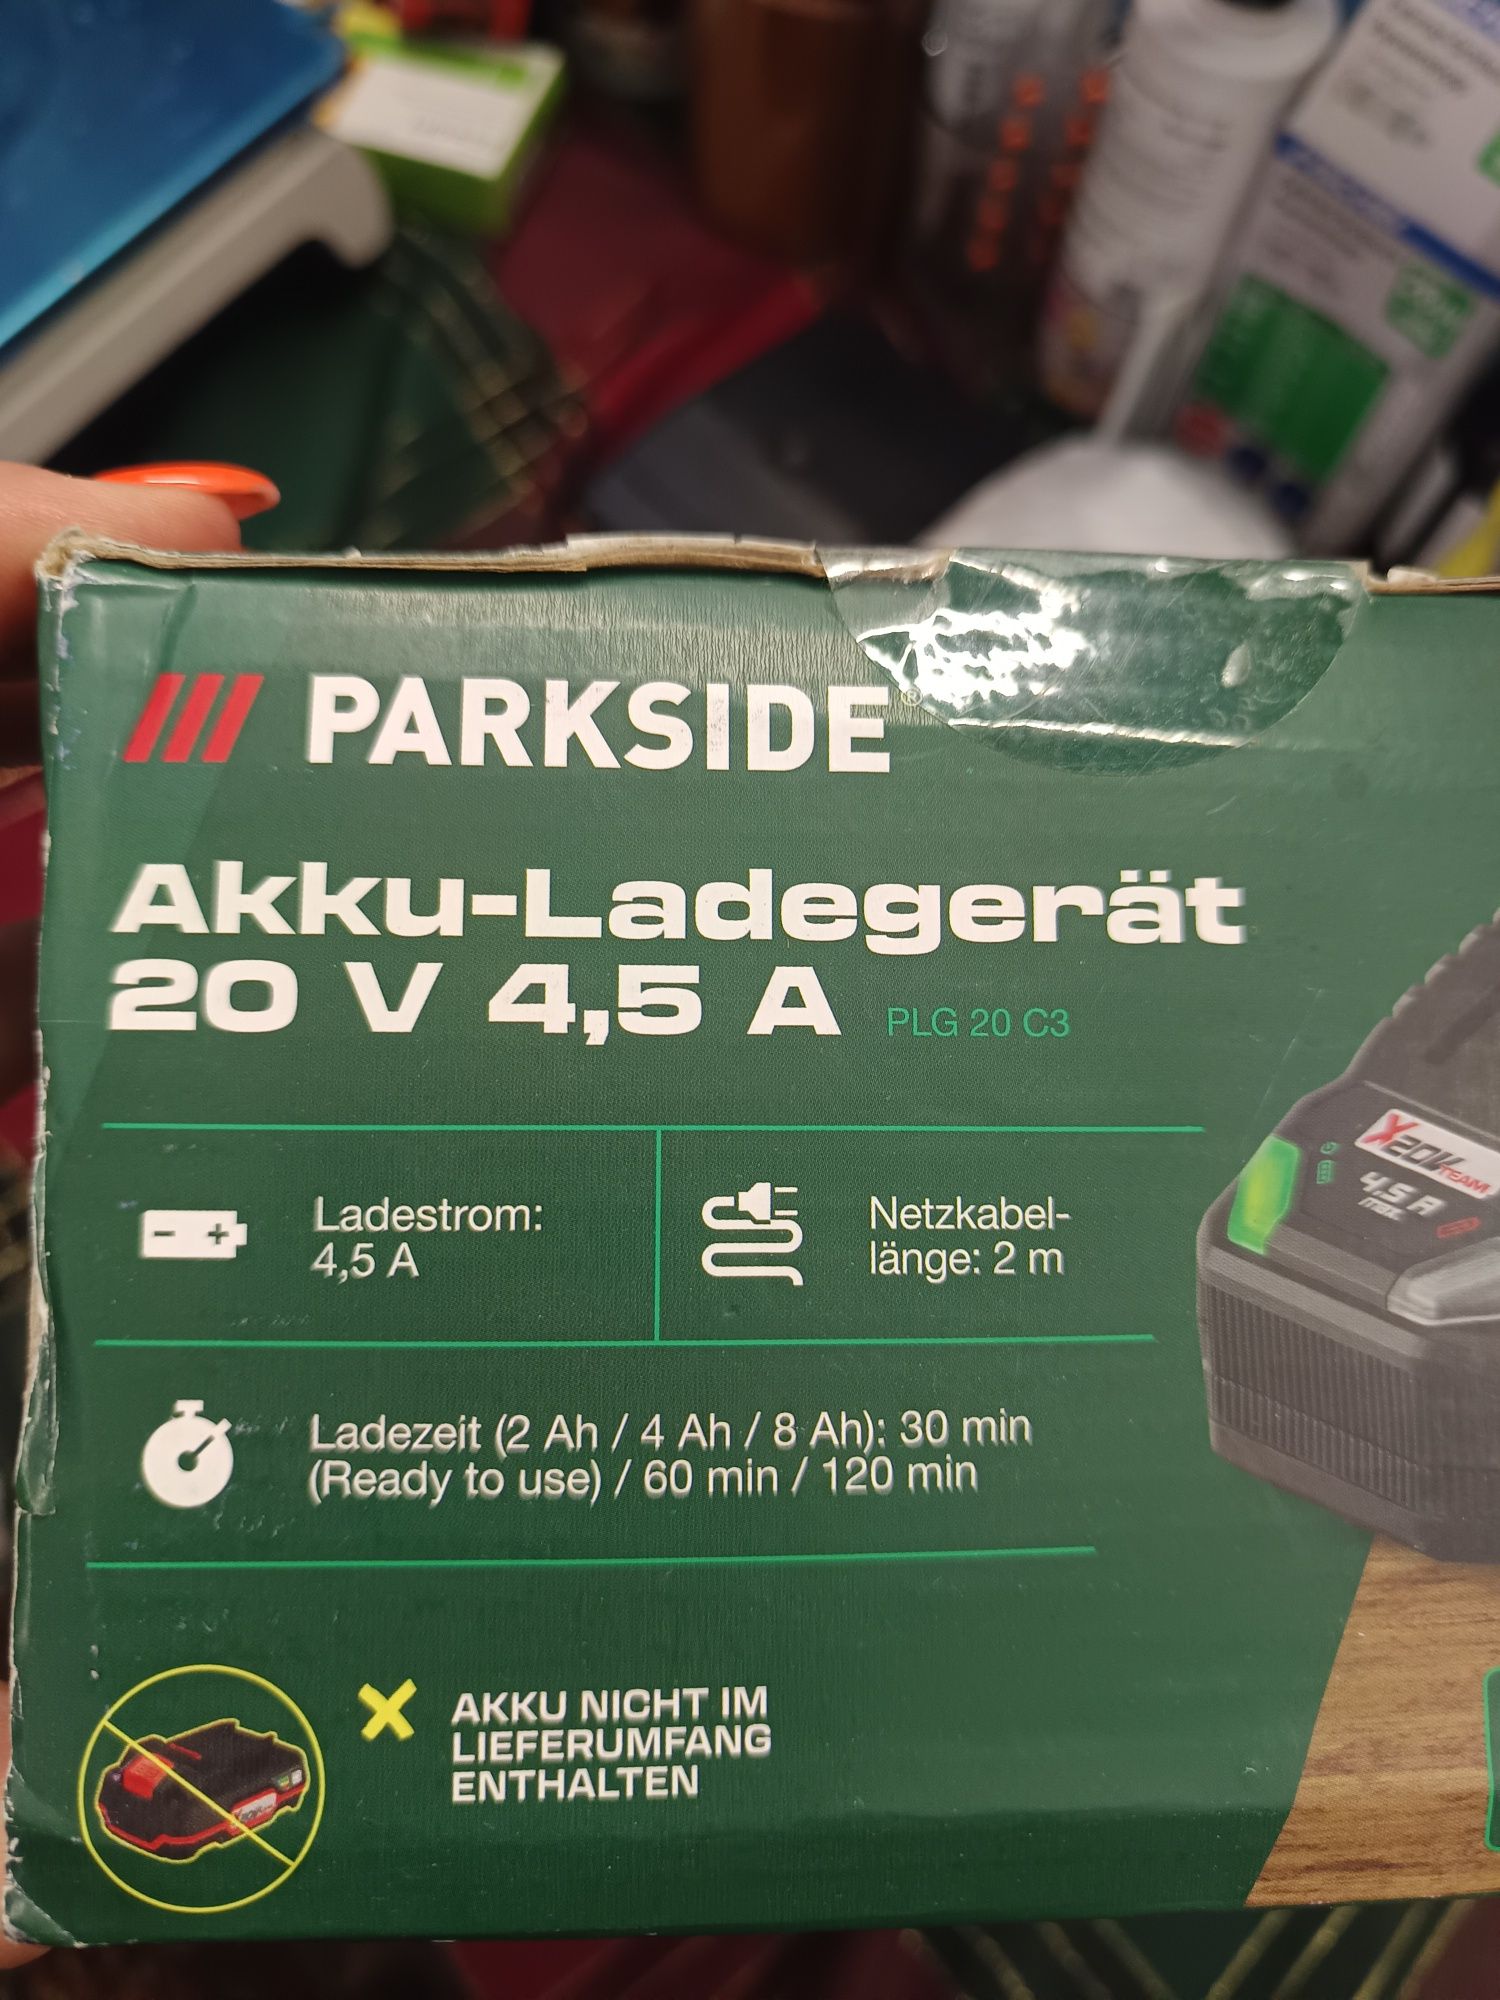 PARKSIDE®
Akku-Ladegerät
20 V 4,5 A PLG 20 C3
Ladestrom:
4,5 A
Netzkabel-
länge: 2 m
X20V TEAM
4,5 A
max.
Ladezeit (2 Ah / 4 Ah / 8 Ah): 30 min
(Ready to use) / 60 min / 120 min
AKKU NICHT IM
LIEFERUMFANG
ENTHALTEN